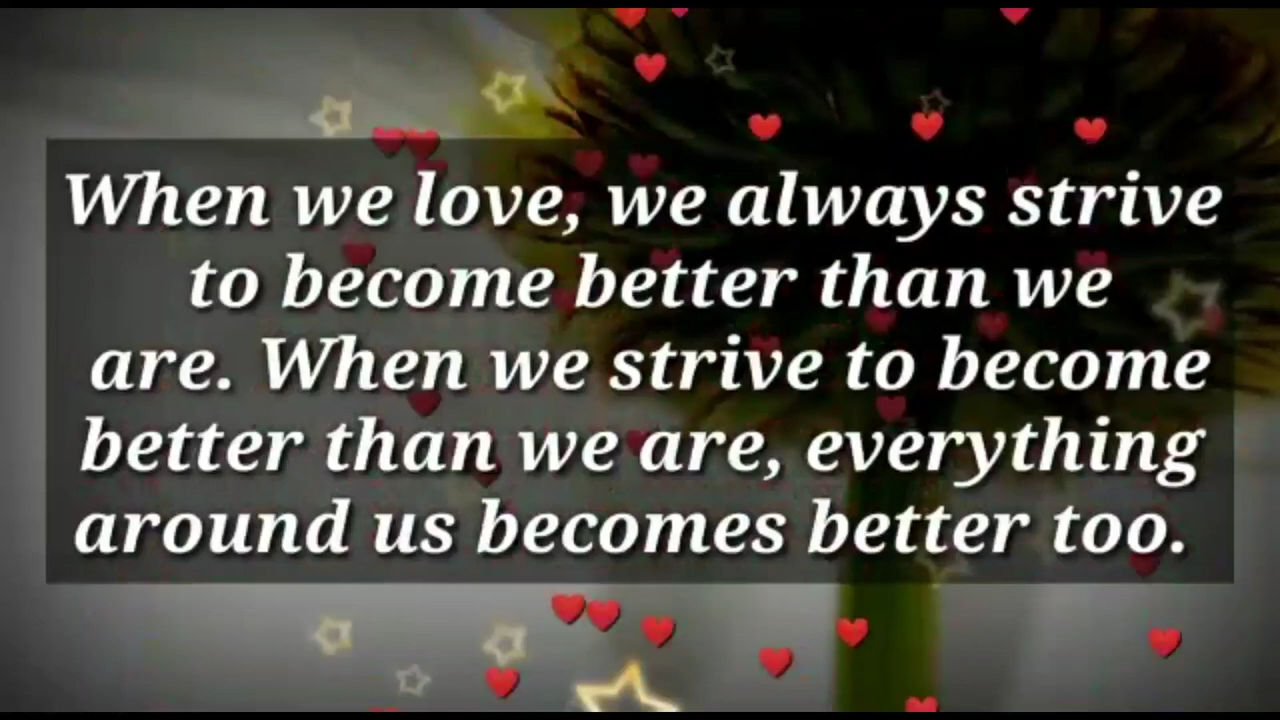 When we love, we always strive
to become better than we
are. When we strive to become
better than we are, everything
around us becomes better too.